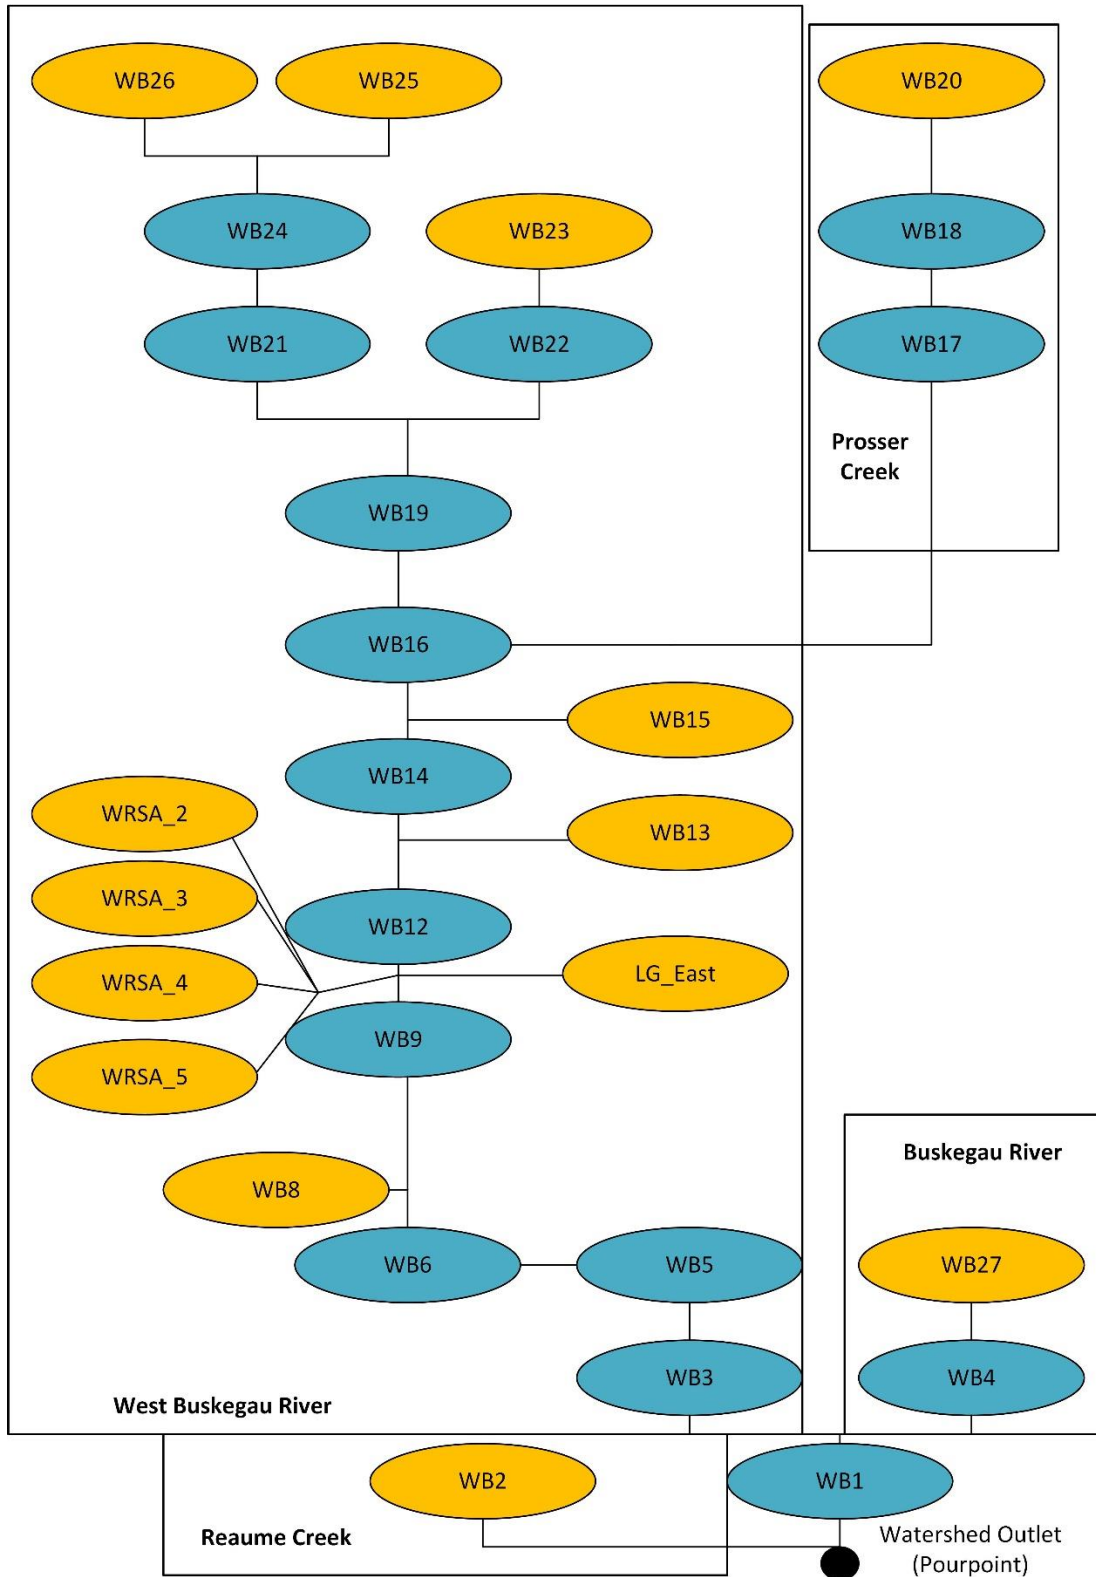 WB26
WB25
WB20
WB24
WB23
WB18
WB21
WB22
WB17
Prosser
Creek
WB19
WB16
WB15
WB14
WRSA_2
WB13
WRSA_3
WB12
WRSA_4
LG_East
WB9
WRSA_5
Buskegau River
WB8
WB6
WB5
WB27
WB3
WB4
West Buskegau River
WB2
WB1
Reaume Creek
Watershed Outlet
(Pourpoint)